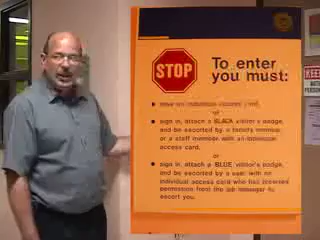 STOP
To enter
you must:
have an individual access card
or
sign in, attach a BLACK visitor's badge,
and be escorted by a faculty member
or a staff member with an individual
access card,
or
sign in, attach a BLUE visitor's badge,
and be escorted by a user with an
individual access card who has received
permission from the lab manager to
escort you.
KEEP